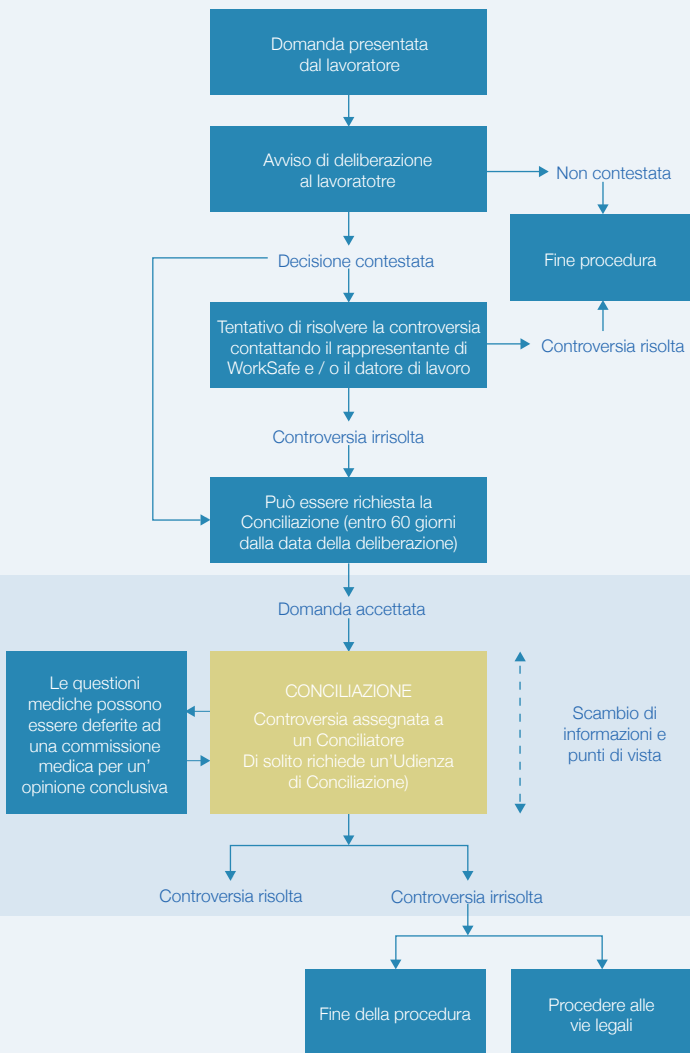 Domanda presentata
dal lavoratore
Avviso di deliberazione
al lavoratotre
Non contestata
Decisione contestata
Fine procedura
Tentativo di risolvere la controversia
contattando il rappresentante di
WorkSafe e / o il datore di lavoro
Controversia risolta
Controversia irrisolta
Può essere richiesta la
Conciliazione (entro 60 giorni
dalla data della deliberazione)
Domanda accettata
Le questioni
mediche possono
essere deferite ad
una commissione
medica per un'
opinione conclusiva
CONCILIAZIONE
Controversia assegnata a
un Conciliatore
Di solito richiede un'Udienza
di Conciliazione)
Scambio di
informazioni e
punti di vista
Controversia risolta
Controversia irrisolta
Fine della procedura
Procedere alle
vie legali